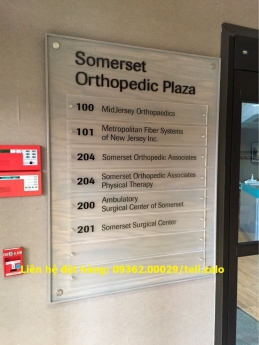 Somerset
Orthopedic Plaza
100 MidJersey Orthopaedics
101 Metropolitan Fiber Systems
of New Jersey Inc.
204 Somerset Orthopedic Associates
204 Somerset Orthopedic Associates
Physical Therapy
200 Ambulatory
Surgical Center of Somerset
201 Somerset Surgical Center
Liên hệ đặt hàng: 09362.00029/tell-zalo